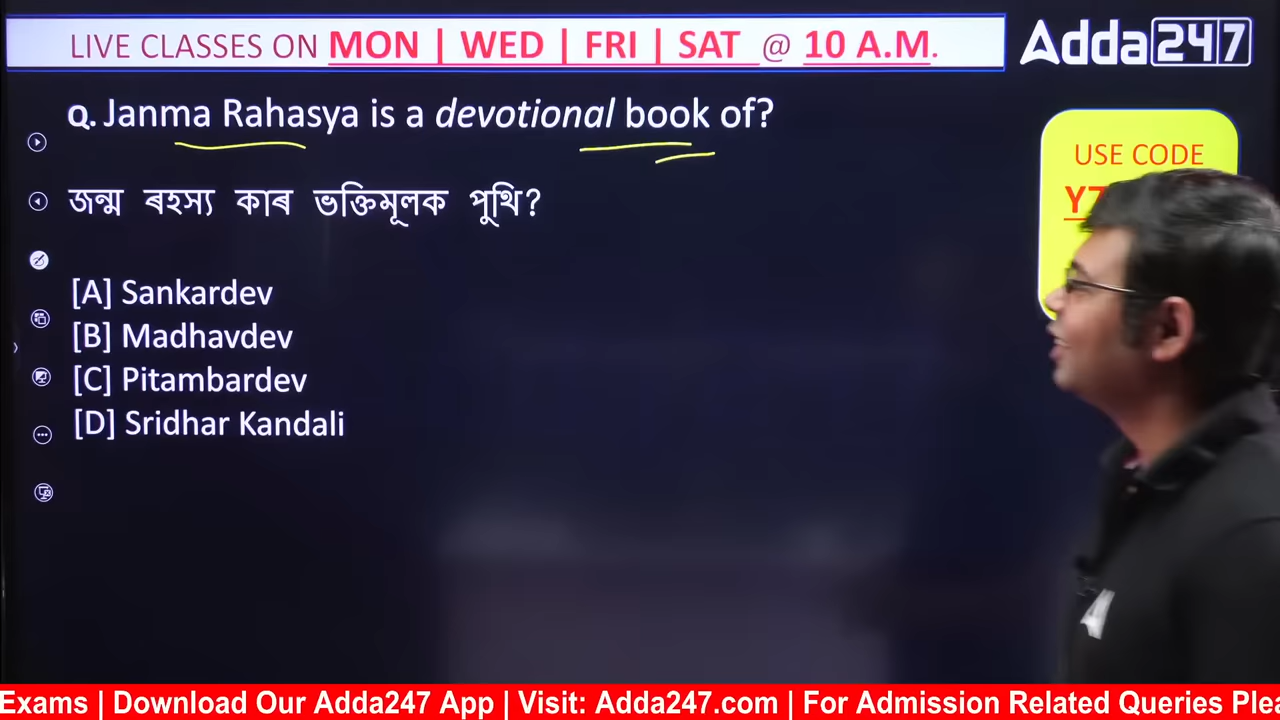 LIVE CLASSES ON MON | WED | FRI | SAT @ 10 A.M.
Adda247
Q. Janma Rahasya is a devotional book of?
USE CODE
জন্ম ৰহস্য কাৰ ভক্তিমূলক পুথি?
[A] Sankardev
[B] Madhavdev
[C] Pitambardev
[D] Sridhar Kandali
Exams | Download Our Adda247 App | Visit: Adda247.com | For Admission Related Queries